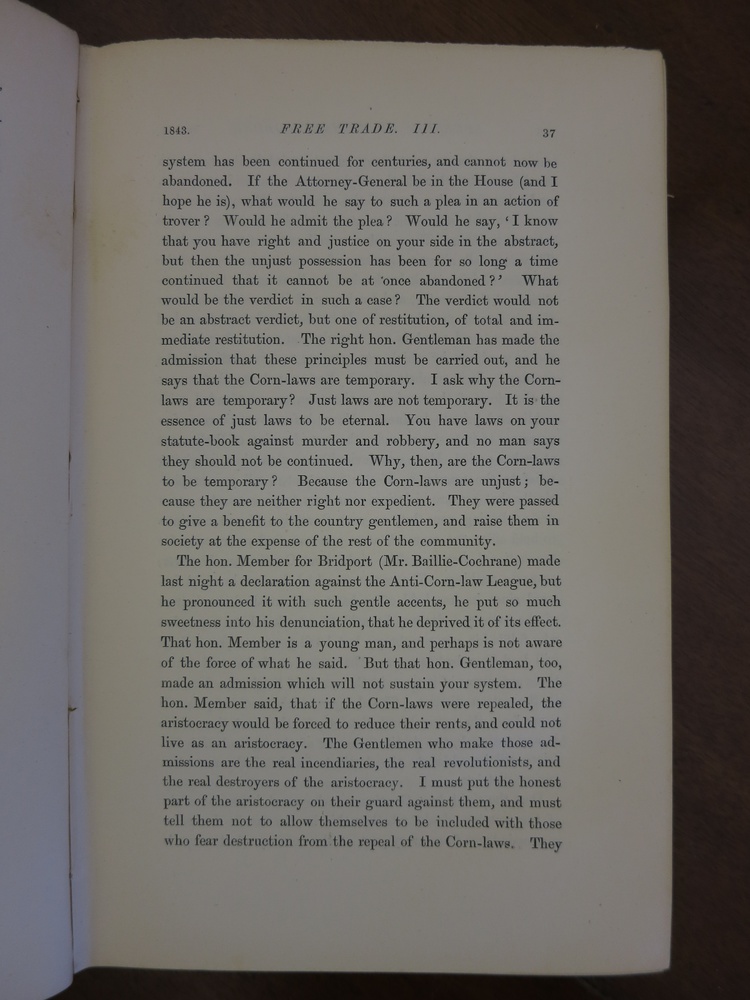 1843. FREE TRADE. III. 37
system has been continued for centuries, and cannot now be
abandoned. If the Attorney-General be in the House (and I
hope he is), what would he say to such a plea in an action of
trover? Would he admit the plea? Would he say, ‘I know
that you have right and justice on your side in the abstract,
but then the unjust possession has been for so long a time
continued that it cannot be at once abandoned?’ What
would be the verdict in such a case? The verdict would not
be an abstract verdict, but one of restitution, of total and im-
mediate restitution. The right hon. Gentleman has made the
admission that these principles must be carried out, and he
says that the Corn-laws are temporary. I ask why the Corn-
laws are temporary? Just laws are not temporary. It is the
essence of just laws to be eternal. You have laws on your
statute-book against murder and robbery, and no man says
they should not be continued. Why, then, are the Corn-laws
to be temporary? Because the Corn-laws are unjust; be-
cause they are neither right nor expedient. They were passed
to give a benefit to the country gentlemen, and raise them in
society at the expense of the rest of the community.
The hon. Member for Bridport (Mr. Baillie-Cochrane) made
last night a declaration against the Anti-Corn-law League, but
he pronounced it with such gentle accents, he put so much
sweetness into his denunciation, that he deprived it of its effect.
That hon. Member is a young man, and perhaps is not aware
of the force of what he said. But that hon. Gentleman, too,
made an admission which will not sustain your system. The
hon. Member said, that if the Corn-laws were repealed, the
aristocracy would be forced to reduce their rents, and could not
live as an aristocracy. The Gentlemen who make those ad-
missions are the real incendiaries, the real revolutionists, and
the real destroyers of the aristocracy. I must put the honest
part of the aristocracy on their guard against them, and must
tell them not to allow themselves to be included with those
who fear destruction from the repeal of the Corn-laws. They